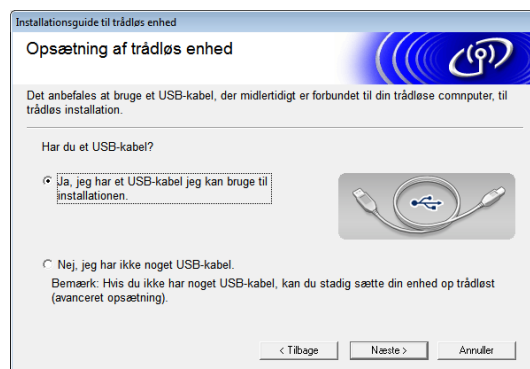 Installationsguide til trådløs enhed
Opsætning af trådløs enhed
Det anbefales at bruge et USB-kabel, der midlertidigt er forbundet til din trådløse comnputer, til
trådløs installation.
Har du et USB-kabel?
Ja, jeg har et USB-kabel jeg kan bruge til
installationen.
Nej, jeg har ikke noget USB-kabel.
Bemærk: Hvis du ikke har noget USB-kabel, kan du stadig sætte din enhed op trådløst
(avanceret opsætning).
< Tilbage
Næste >
Annuller